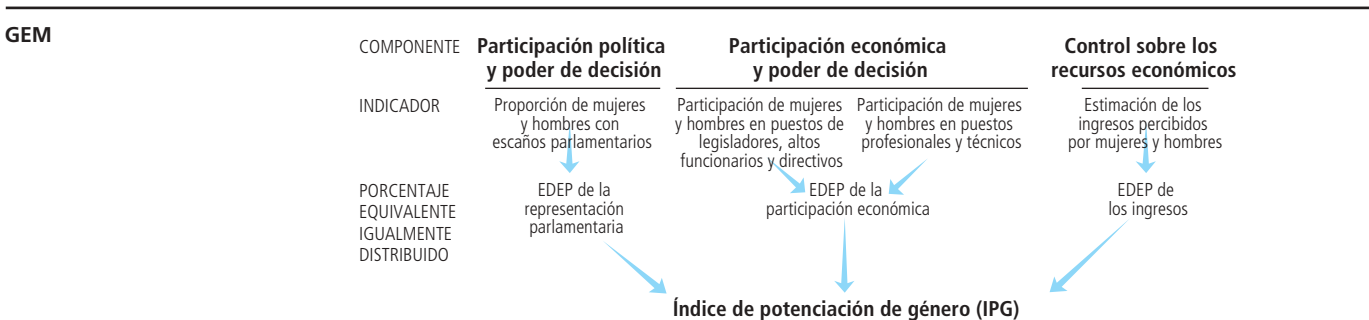 GEM
COMPONENTE
Participación política
y poder de decisión
Participación económica
y poder de decisión
Control sobre los
recursos económicos
INDICADOR
Proporción de mujeres
y hombres con
escaños parlamentarios
Participación de mujeres
y hombres en puestos de
legisladores, altos
funcionarios y directivos
Participación de mujeres
y hombres en puestos
profesionales y técnicos
Estimación de los
ingresos percibidos
por mujeres y hombres
PORCENTAJE
EQUIVALENTE
IGUALMENTE
DISTRIBUIDO
EDEP de la
representación
parlamentaria
EDEP de la
participación económica
EDEP de
los ingresos
Índice de potenciación de género (IPG)